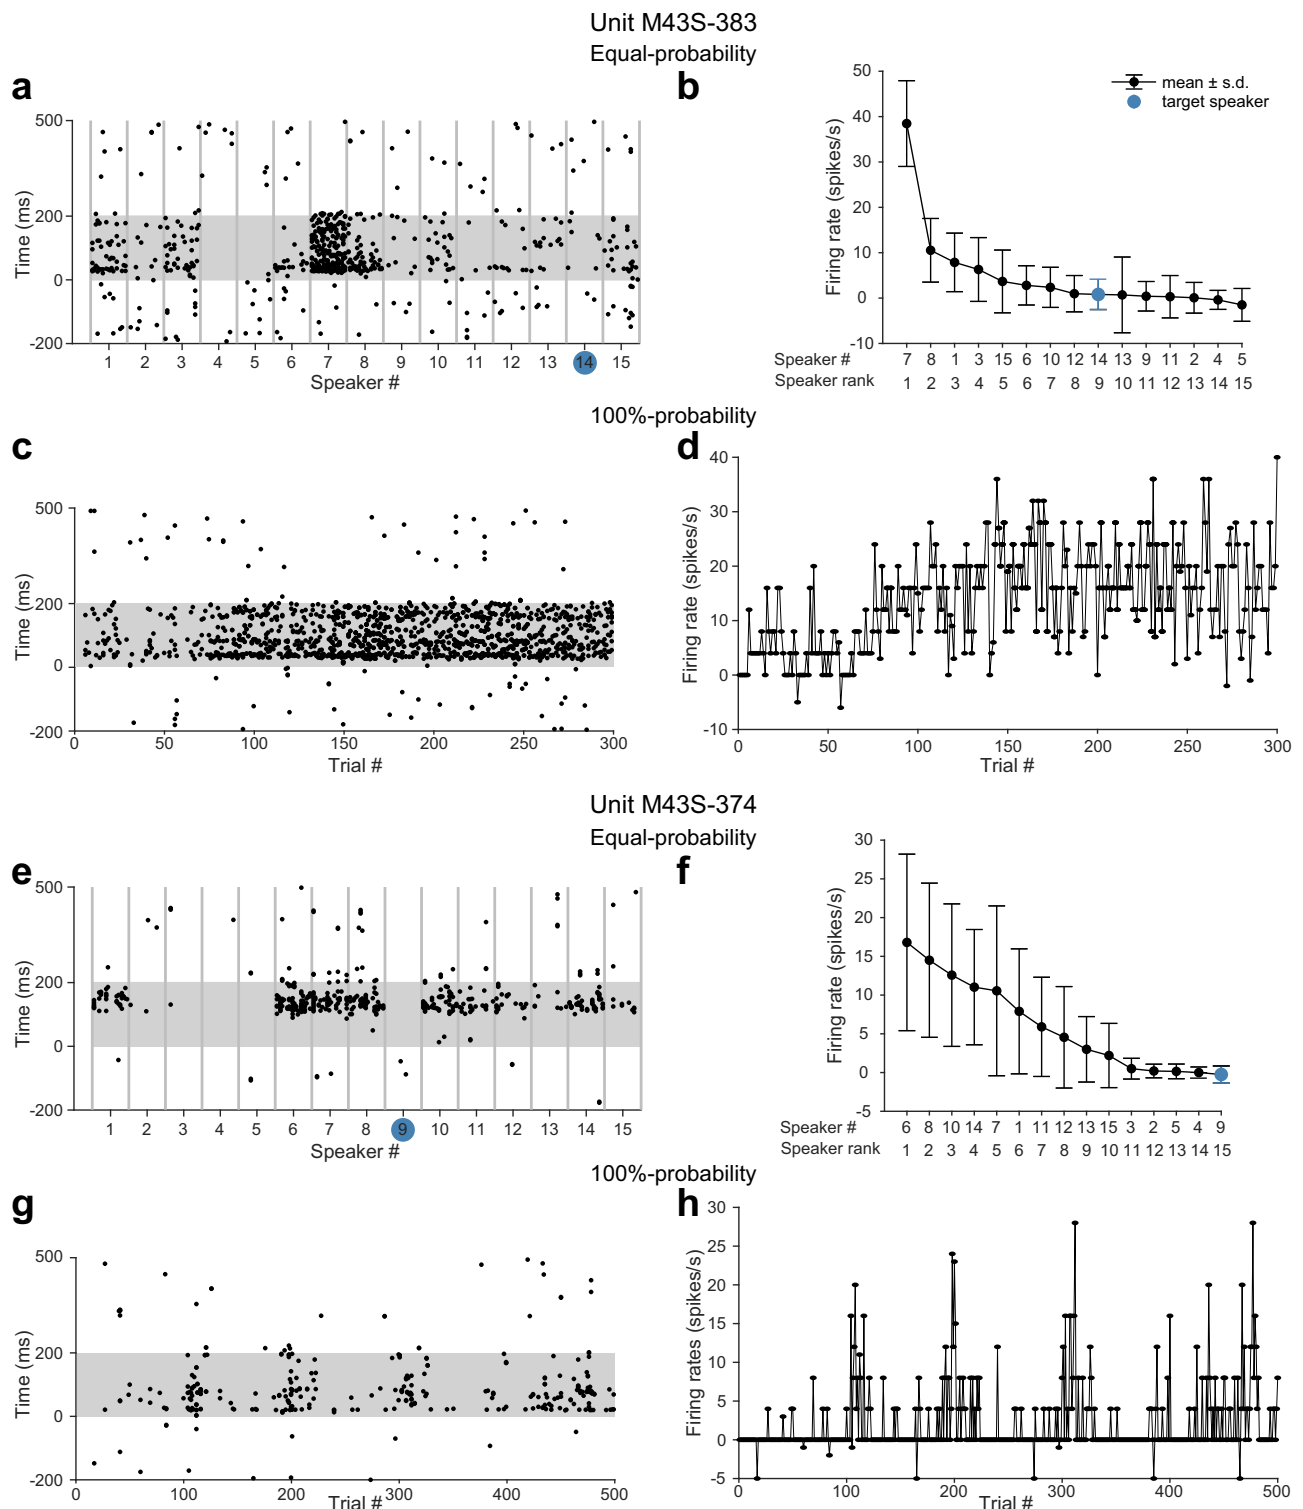 Unit M43S-383
Equal-probability
a
500
200
0
-200
Time (ms)
1 2 3 4 5 6 7 8 9 10 11 12 13 14 15
Speaker #
b
50
40
30
20
10
0
-10
Firing rate (spikes/s)
mean ± s.d.
target speaker
Speaker # 7 8 1 3 15 6 10 12 14 13 9 11 2 4 5
Speaker rank 1 2 3 4 5 6 7 8 9 10 11 12 13 14 15
100%-probability
c
500
200
0
-200
Time (ms)
0 50 100 150 200 250 300
Trial #
d
40
30
20
10
0
-10
Firing rate (spikes/s)
0 50 100 150 200 250 300
Trial #
Unit M43S-374
Equal-probability
e
500
200
0
-200
Time (ms)
1 2 3 4 5 6 7 8 9 10 11 12 13 14 15
Speaker #
f
30
25
20
15
10
5
0
-5
Firing rate (spikes/s)
Speaker # 6 8 10 14 7 1 11 12 13 15 3 2 5 4 9
Speaker rank 1 2 3 4 5 6 7 8 9 10 11 12 13 14 15
100%-probability
g
500
200
0
-200
Time (ms)
0 100 200 300 400 500
Trial #
h
30
25
20
15
10
5
0
-5
Firing rates (spikes/s)
0 100 200 300 400 500
Trial #